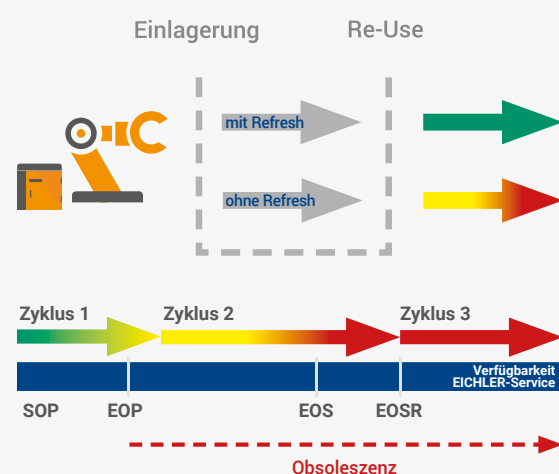 Einlagerung
Re-Use
mit Refresh
ohne Refresh
Zyklus 1
Zyklus 2
Zyklus 3
Verfügbarkeit
EICHLER-Service
SOP
EOP
EOS
EOSR
Obsoleszenz